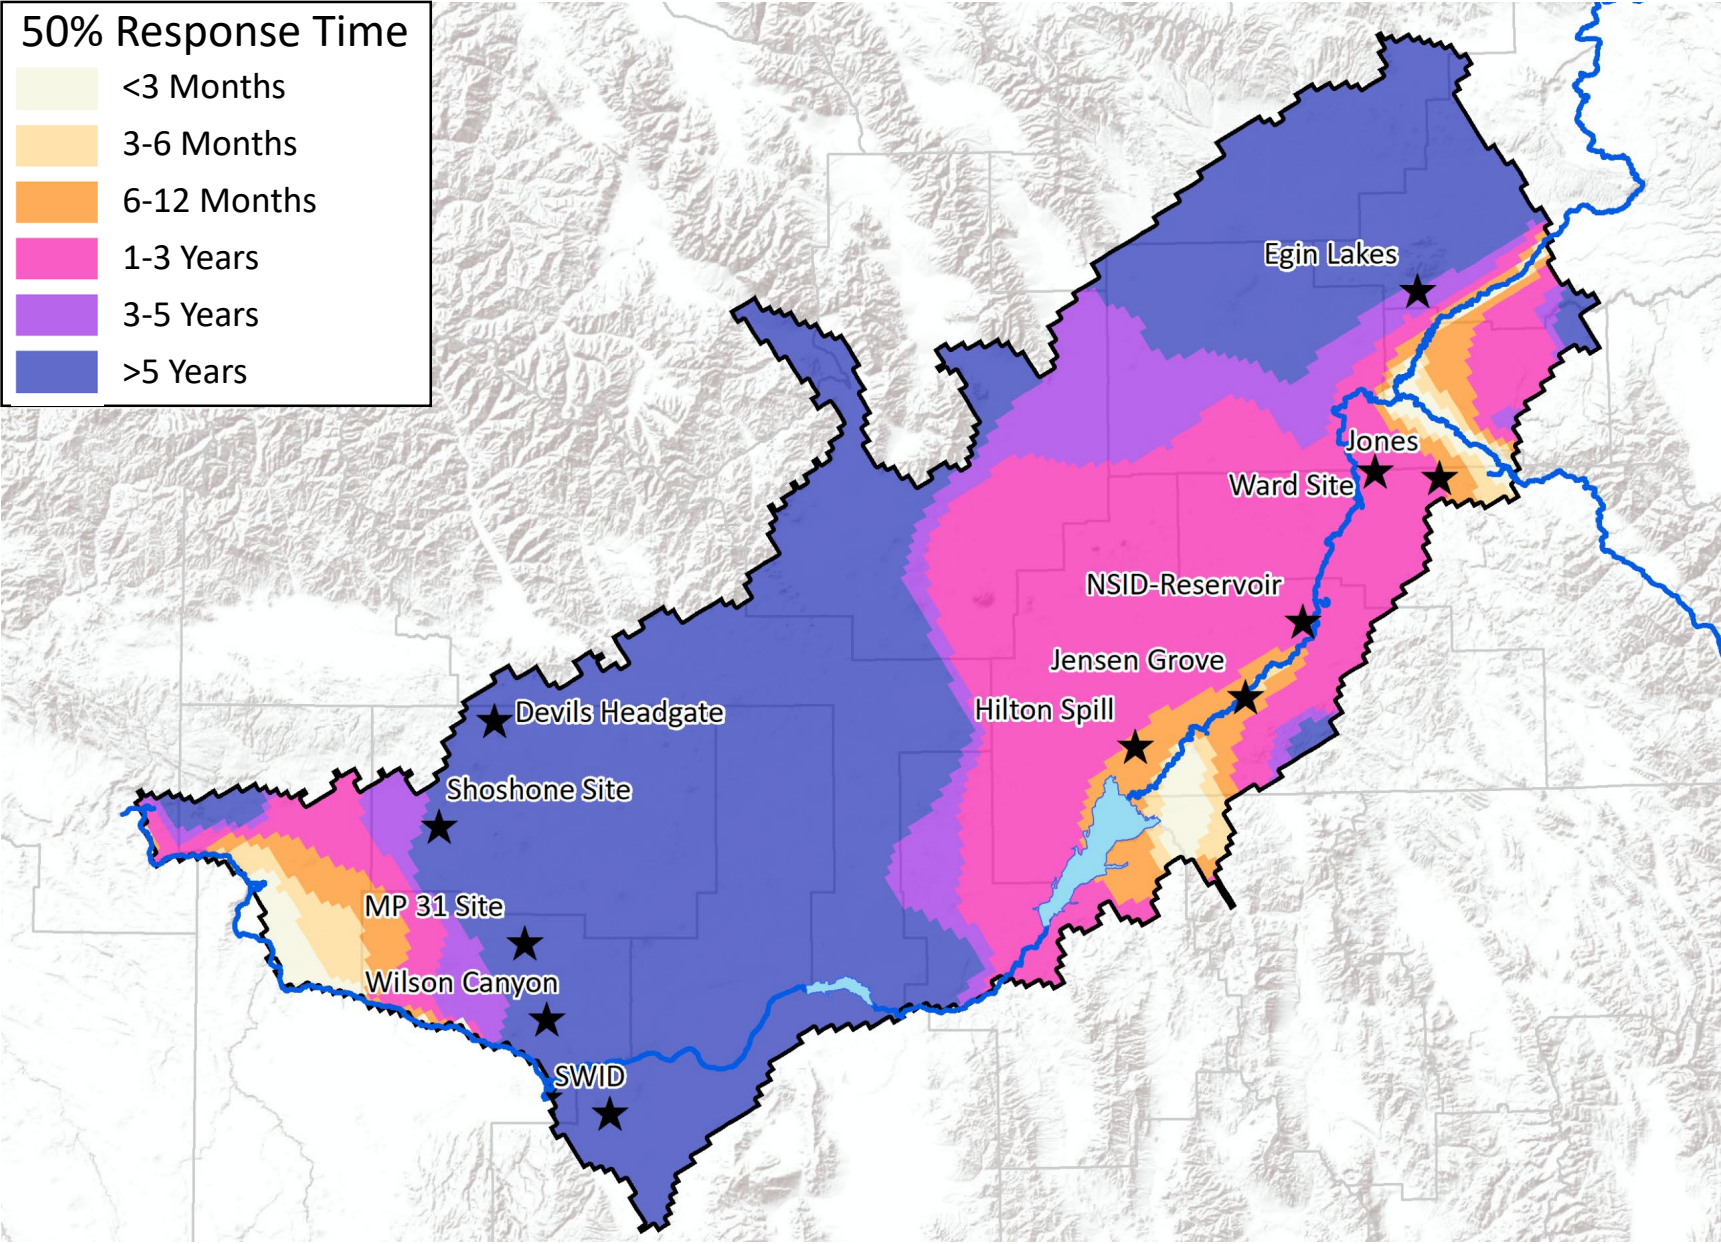 50% Response Time
<3 Months
3-6 Months
6-12 Months
1-3 Years
3-5 Years
>5 Years
Egin Lakes
Jones
Ward Site
NSID-Reservoir
Jensen Grove
Hilton Spill
Devils Headgate
Shoshone Site
MP 31 Site
Wilson Canyon
SWID